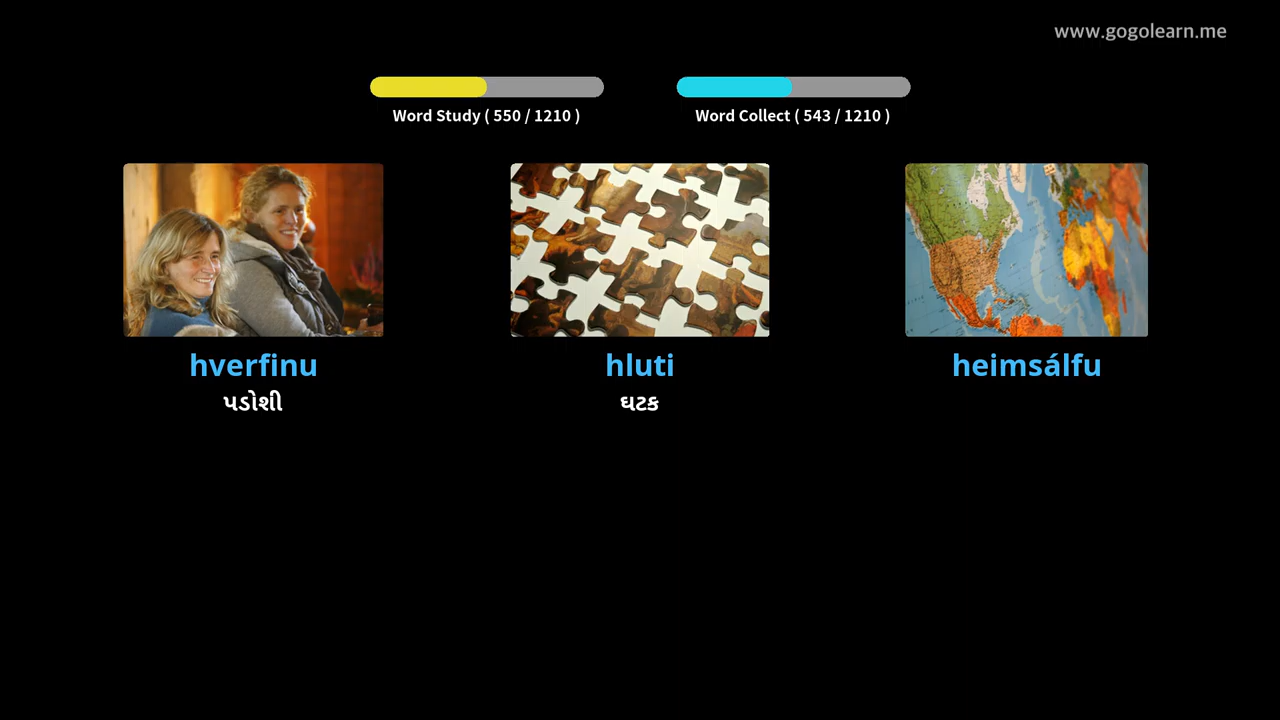 www.gogolearn.me
Word Study ( 550 / 1210 )
Word Collect ( 543 / 1210 )
hverfinu
hluti
heimsálfu
પડોશી
ઘટક